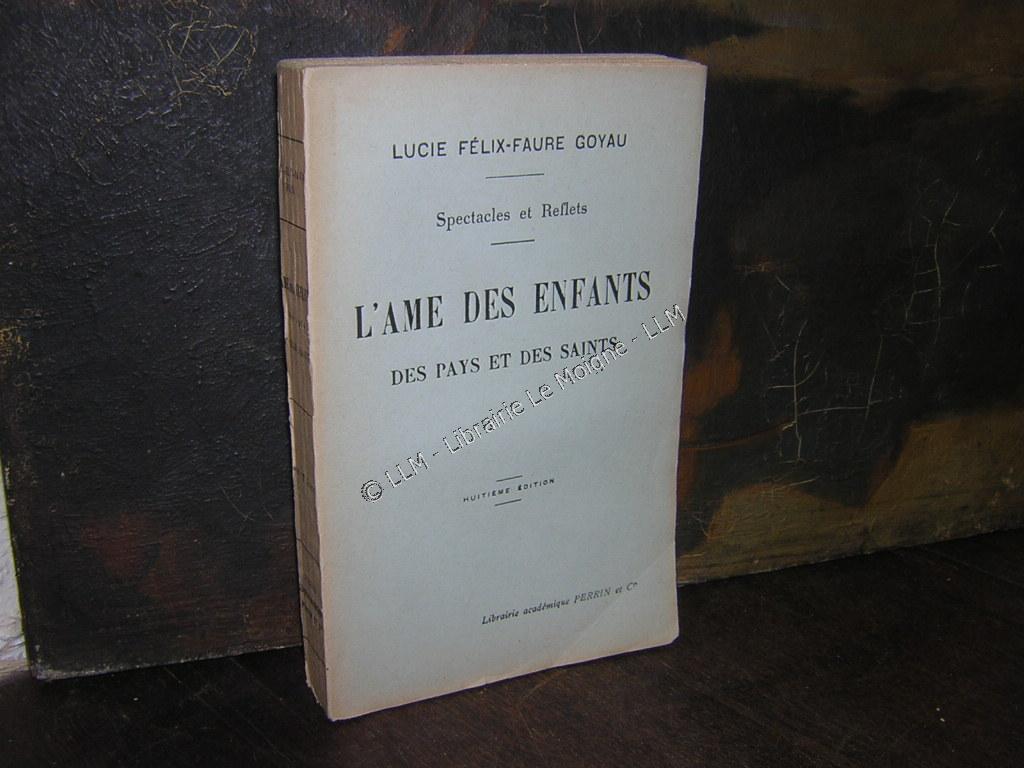 LUCIE FÉLIX-FAURE GOYAU
Spectacles et Reflets
L'AME DES ENFANTS
DES PAYS ET DES SAINTS
HUITIÈME ÉDITION
Librairie académique PERRIN et Cie
© LLM - Librairie Le Moigne - LLM